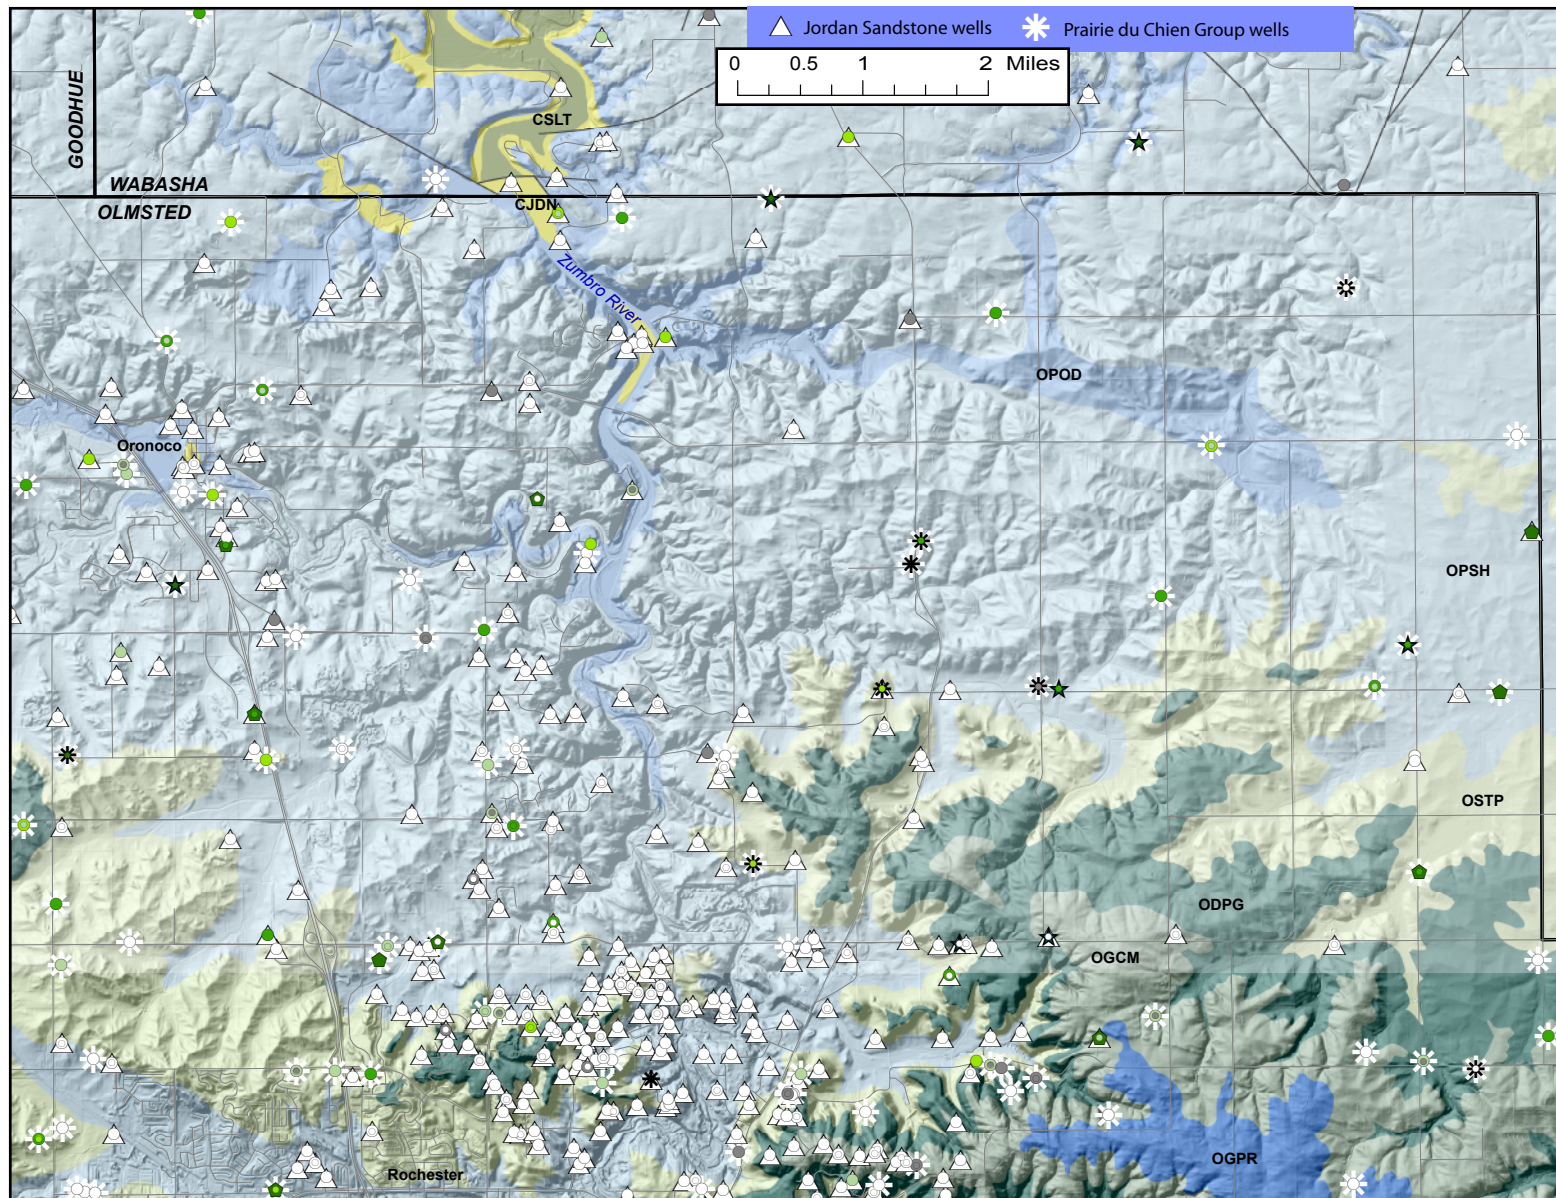 Jordan Sandstone wells
Prairie du Chien Group wells
0 0.5 1 2 Miles
GOODHUE
CSLT
WABASHA
OLMSTED
CJDN
Zumbro River
OPOD
Oronoco
OPSH
OSTP
ODPG
OGCM
OGPR
Rochester